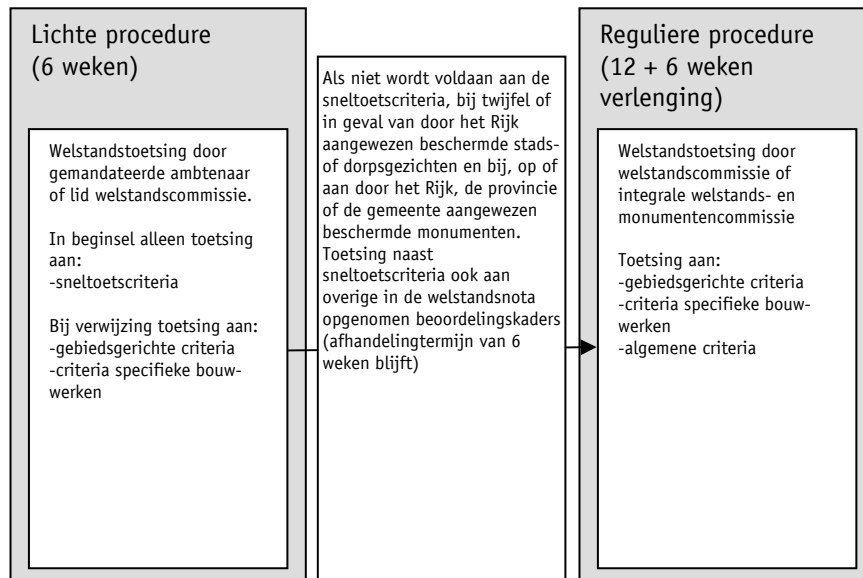 Lichte procedure
(6 weken)
Welstandstoetsing door
gemandateerde ambtenaar
of lid welstandscommissie.
In beginsel alleen toetsing
aan:
-sneltoetscriteria
Bij verwijzing toetsing aan:
-gebiedsgerichte criteria
-criteria specifieke bouw-
werken
Als niet wordt voldaan aan de
sneltoetscriteria, bij twijfel of
in geval van door het Rijk
aangewezen beschermde stads-
of dorpsgezichten en bij, op of
aan door het Rijk, de provincie
of de gemeente aangewezen
beschermde monumenten.
Toetsing naast
sneltoetscriteria ook aan
overige in de welstandsnota
opgenomen beoordelingskaders
(afhandelingtermijn van 6
weken blijft)
Reguliere procedure
(12 + 6 weken
verlenging)
Welstandstoetsing door
welstandscommissie of
integrale welstands- en
monumentencommissie
Toetsing aan:
-gebiedsgerichte criteria
-criteria specifieke bouw-
werken
-algemene criteria